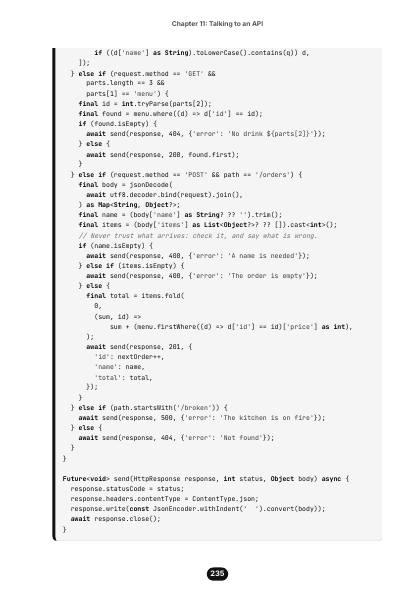 Chapter 11: Talking to an API
if ((d['name'] as String).toLowerCase().contains(q)) d,
]);
} else if (request.method == 'GET' &&
parts.length == 3 &&
parts[1] == 'menu') {
final id = int.tryParse(parts[2]);
final found = menu.where((d) => d['id'] == id);
if (found.isEmpty) {
await send(response, 404, {'error': 'No drink ${parts[2]}'});
} else {
await send(response, 200, found.first);
}
} else if (request.method == 'POST' && path == '/orders') {
final body = jsonDecode(
await utf8.decoder.bind(request).join(),
) as Map<String, Object?>;
final name = (body['name'] as String? ?? '').trim();
final items = (body['items'] as List<Object?>? ?? []).cast<int>();
// Never trust what arrives: check it, and say what is wrong.
if (name.isEmpty) {
await send(response, 400, {'error': 'A name is needed'});
} else if (items.isEmpty) {
await send(response, 400, {'error': 'The order is empty'});
} else {
final total = items.fold(
0,
(sum, id) =>
sum + (menu.firstWhere((d) => d['id'] == id)['price'] as int),
);
await send(response, 201, {
'id': nextOrder++,
'name': name,
'total': total,
});
}
} else if (path.startsWith('/broken')) {
await send(response, 500, {'error': 'The kitchen is on fire'});
} else {
await send(response, 404, {'error': 'Not found'});
}
}
Future<void> send(HttpResponse response, int status, Object body) async {
response.statusCode = status;
response.headers.contentType = ContentType.json;
response.write(const JsonEncoder.withIndent('  ').convert(body));
await response.close();
}
235